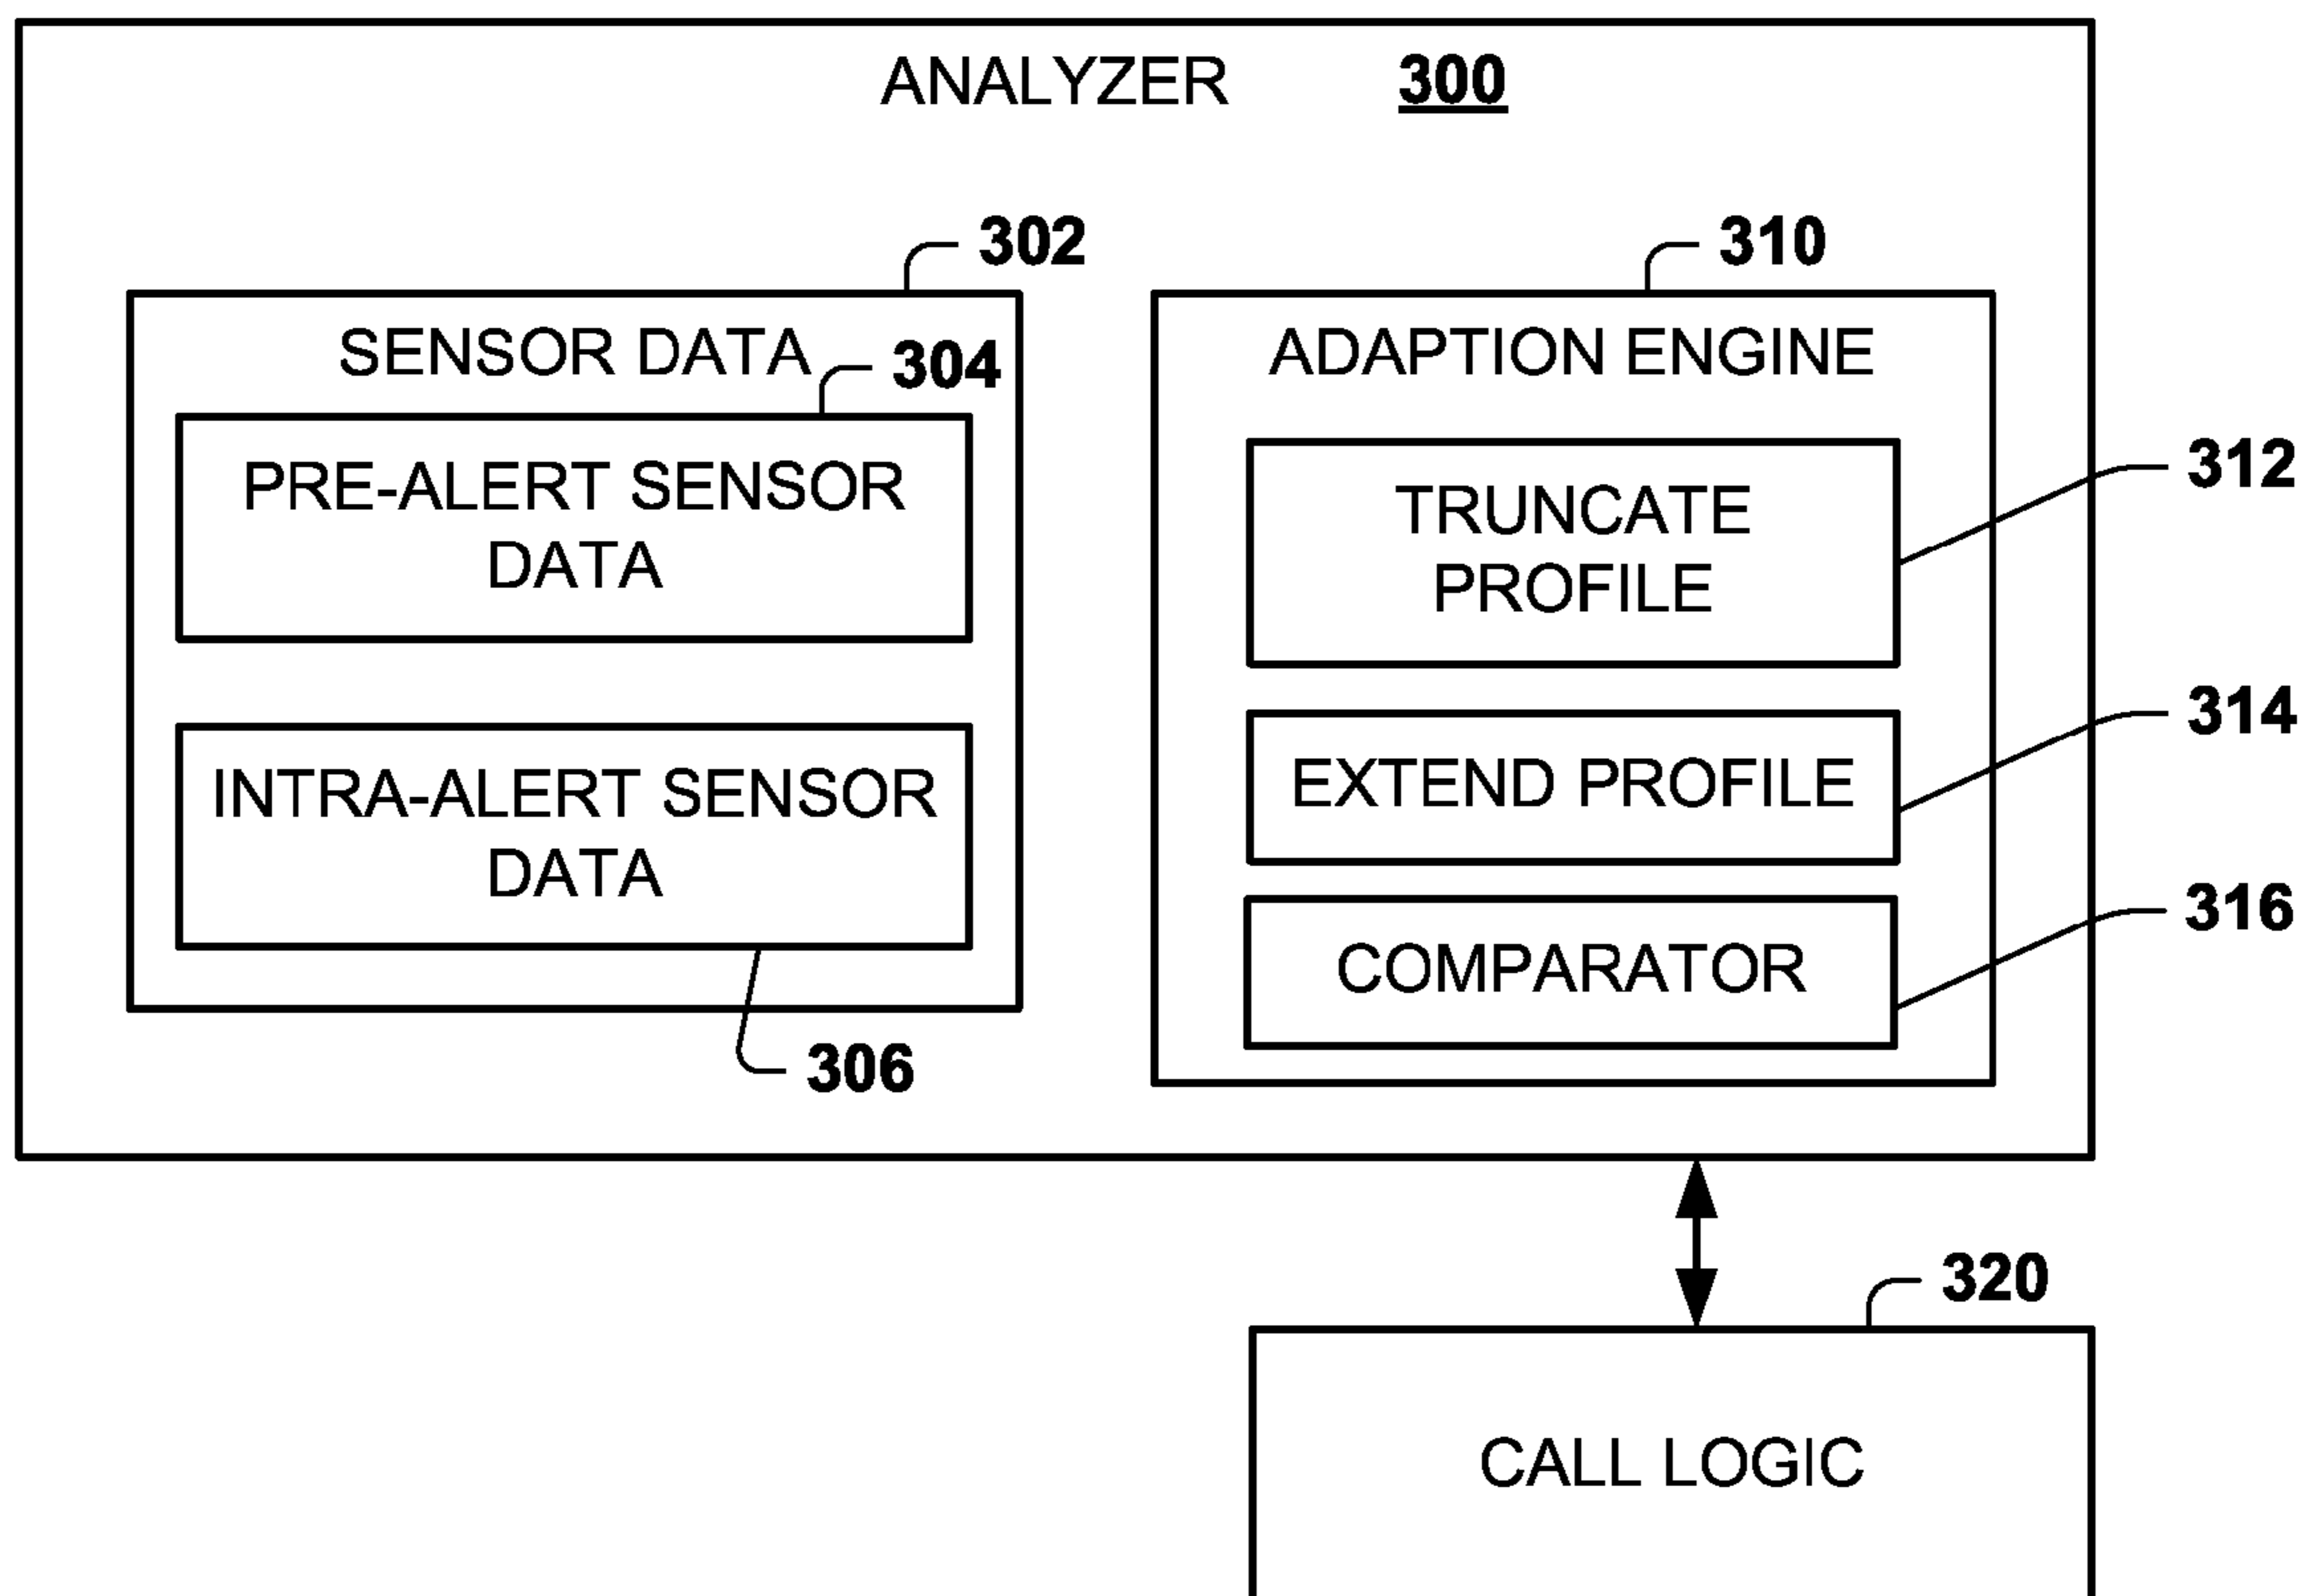 ANALYZER 300
302
310
SENSOR DATA
304
ADAPTION ENGINE
PRE-ALERT SENSOR
DATA
312
TRUNCATE
PROFILE
314
INTRA-ALERT SENSOR
DATA
EXTEND PROFILE
316
COMPARATOR
306
320
CALL LOGIC